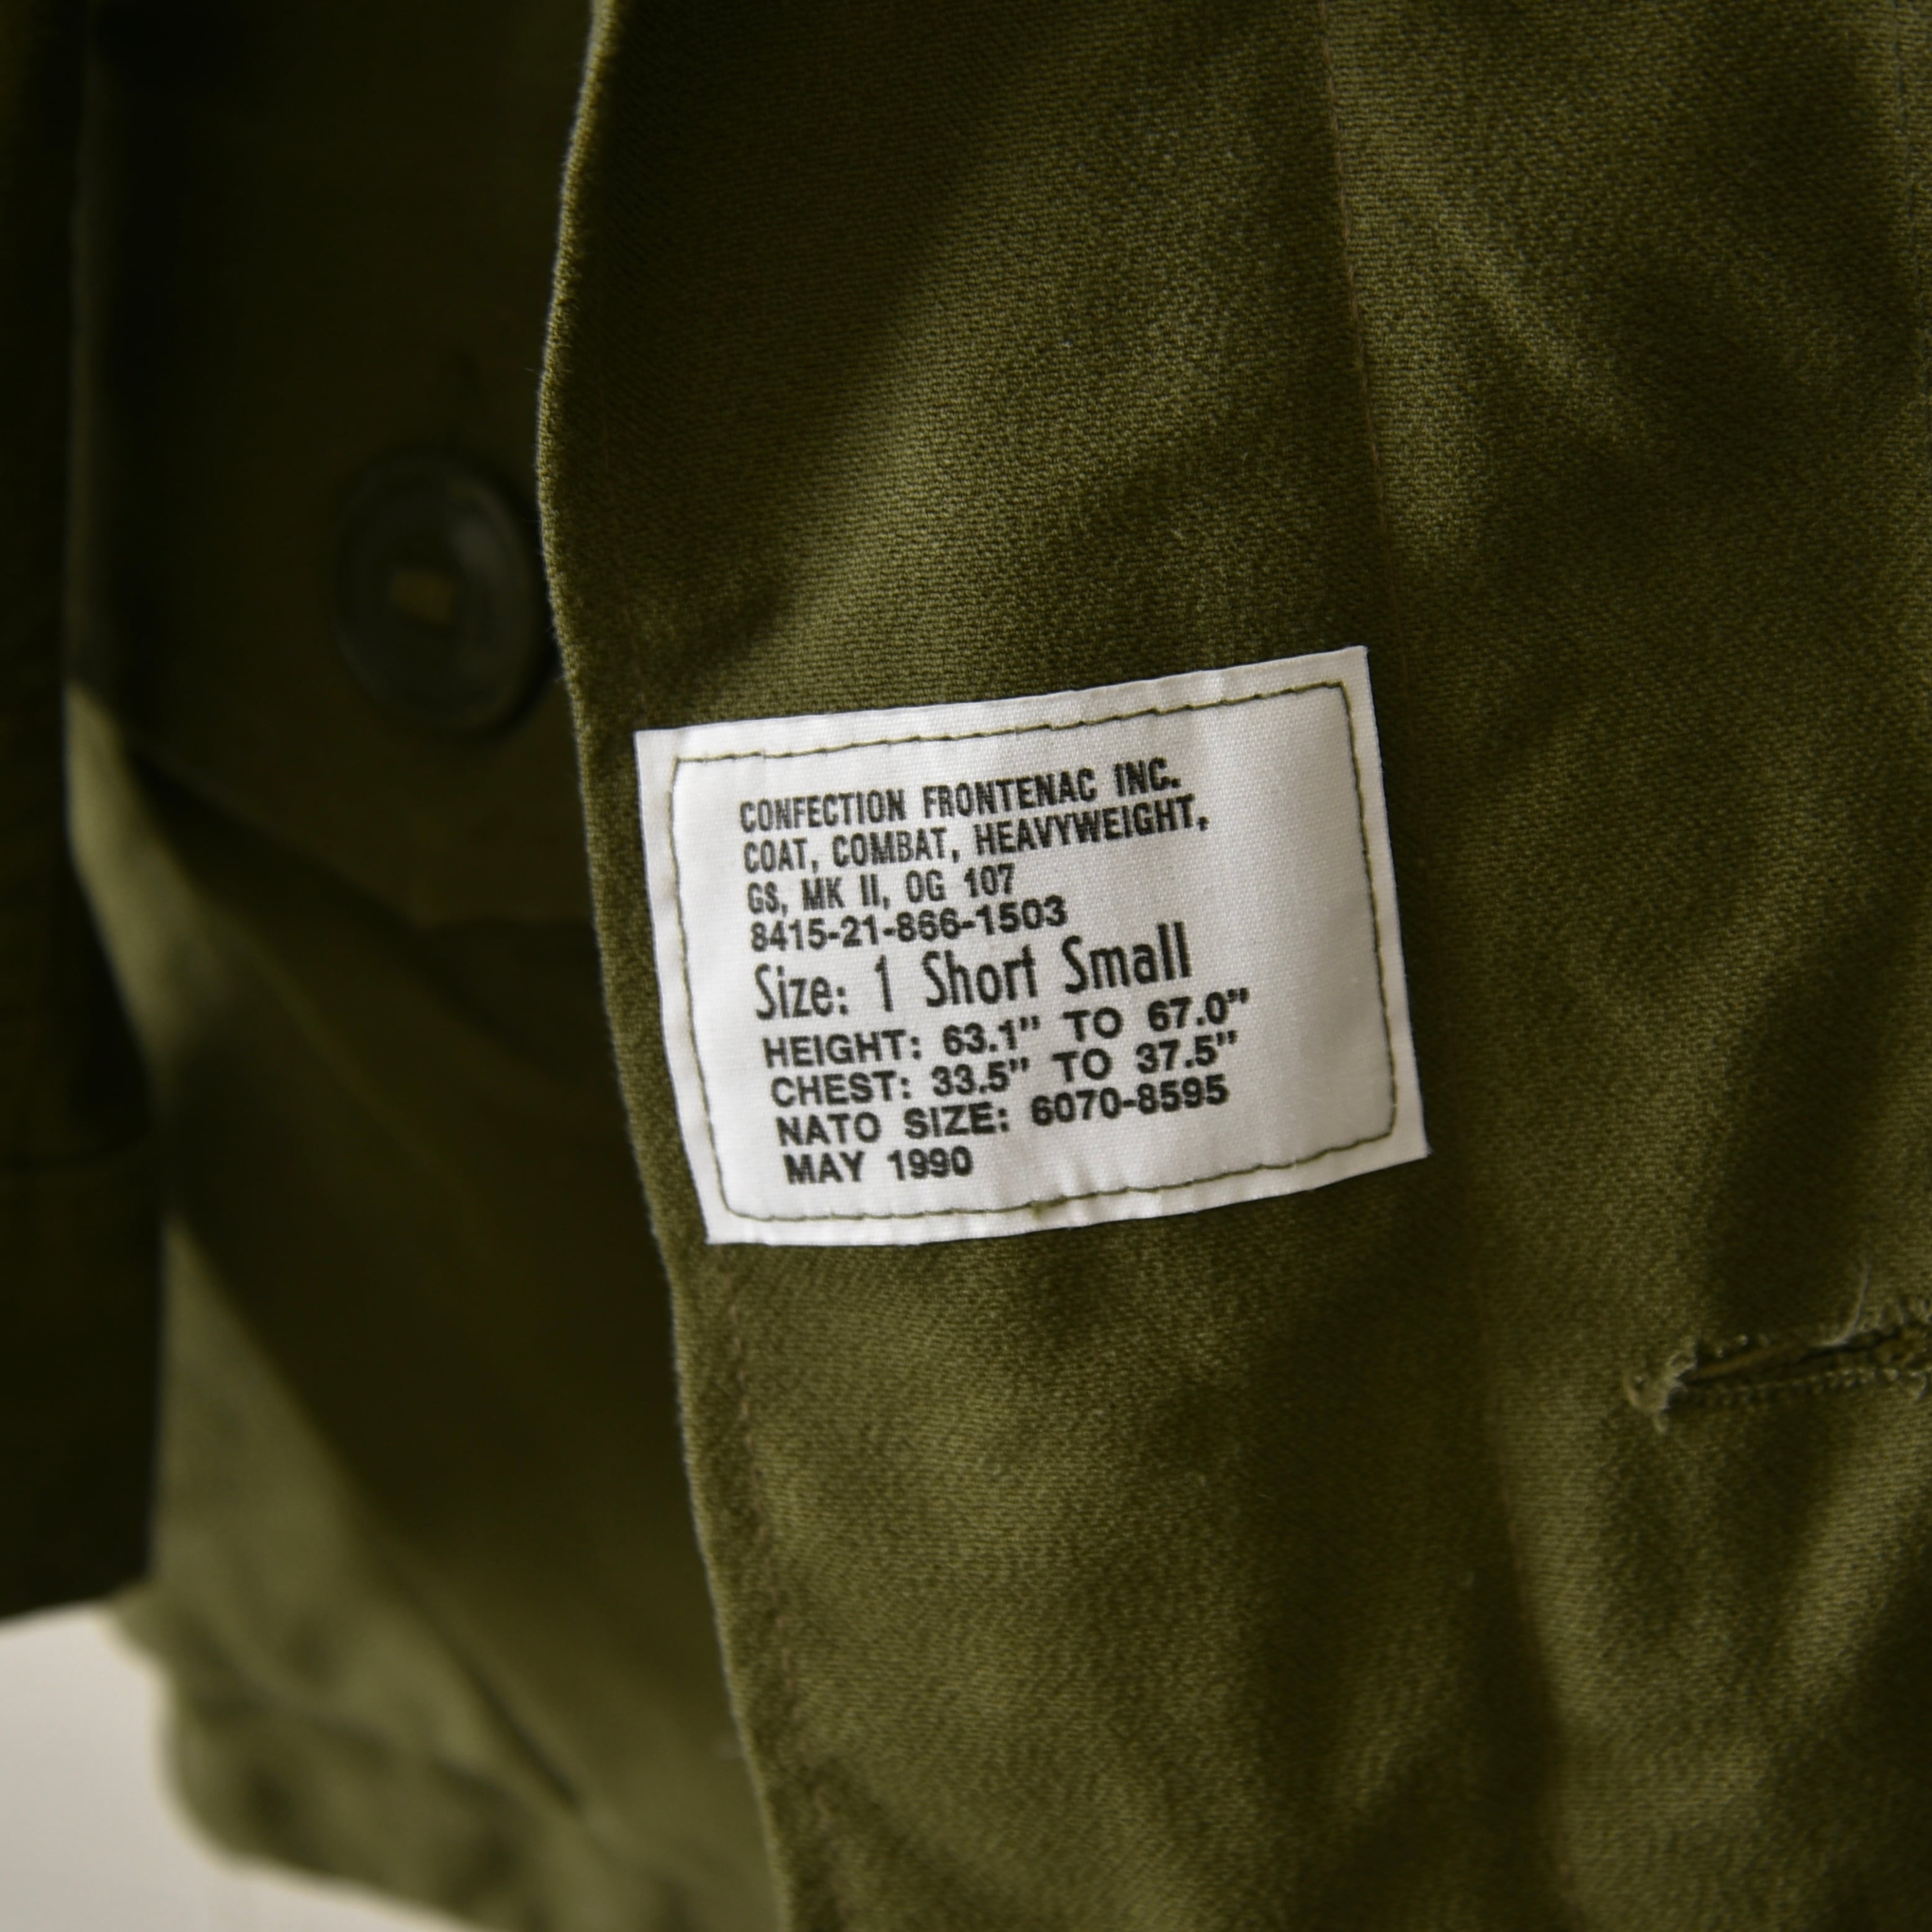 CONFECTION FRONTENAC INC.
COAT, COMBAT, HEAVYWEIGHT,
GS, MK II, OG 107
8415-21-866-1503
Size: 1 Short Small
HEIGHT: 63.1" TO 67.0"
CHEST: 33.5" TO 37.5"
NATO SIZE: 6070-8595
MAY 1990